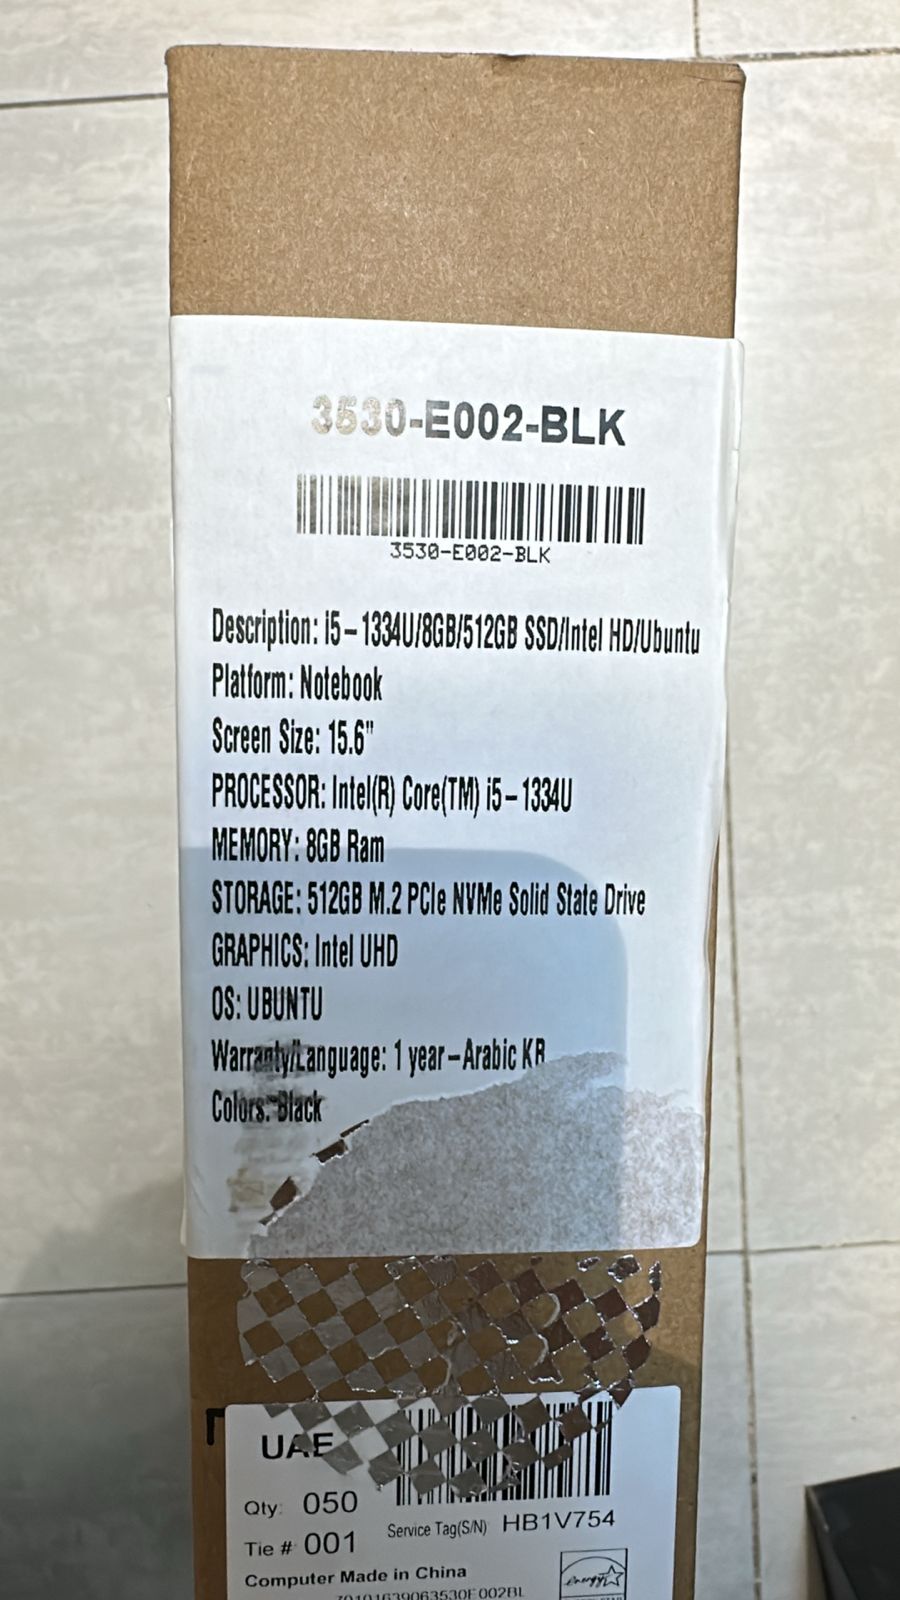 3530-E002-BLK
3530-E002-BLK
Description: i5-1334U/8GB/512GB SSD/Intel HD/Ubuntu
Platform: Notebook
Screen Size: 15.6"
PROCESSOR: Intel(R) Core(TM) i5-1334U
MEMORY: 8GB Ram
STORAGE: 512GB M.2 PCIe NVMe Solid State Drive
GRAPHICS: Intel UHD
OS: UBUNTU
Warranty/Language: 1 year-Arabic KB
Colors: Black
UAE
Qty: 050
Tie # 001
Service Tag(S/N) HB1V754
Computer Made in China
energy